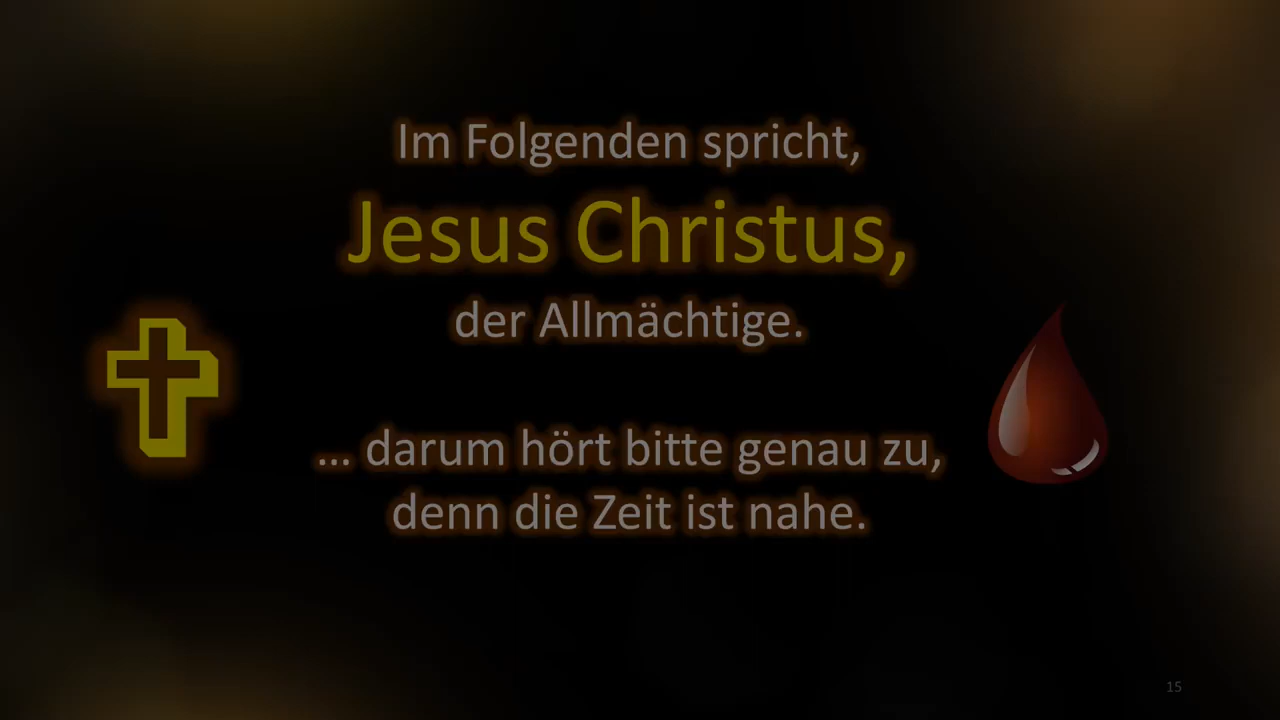 Im Folgenden spricht,
Jesus Christus,
der Allmächtige.
... darum hört bitte genau zu,
denn die Zeit ist nahe.
15